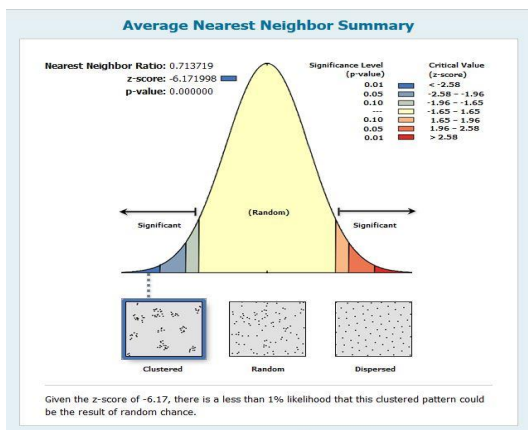 Average Nearest Neighbor Summary
Nearest Neighbor Ratio: 0.713719
z-score: -6.171998
p-value: 0.000000
Significance Level
(p-value)
Critical Value
(z-score)
0.01 < -2.58
0.05 -2.58 – -1.96
0.10 -1.96 – -1.65
--- -1.65 – 1.65
0.10 1.65 – 1.96
0.05 1.96 – 2.58
0.01 > 2.58
Significant
(Random)
Significant
Clustered
Random
Dispersed
Given the z-score of -6.17, there is a less than 1% likelihood that this clustered pattern could
be the result of random chance.